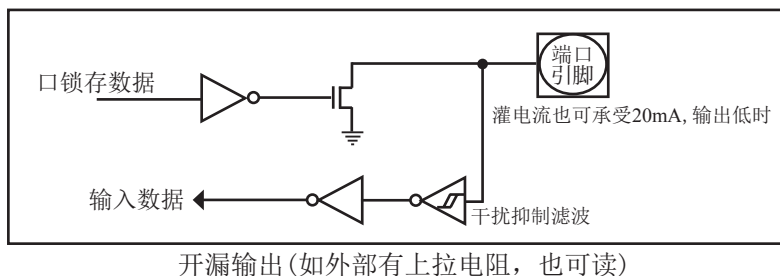 端口
引脚
口锁存数据
灌电流也可承受20mA, 输出低时
输入数据
干扰抑制滤波
开漏输出(如外部有上拉电阻，也可读)